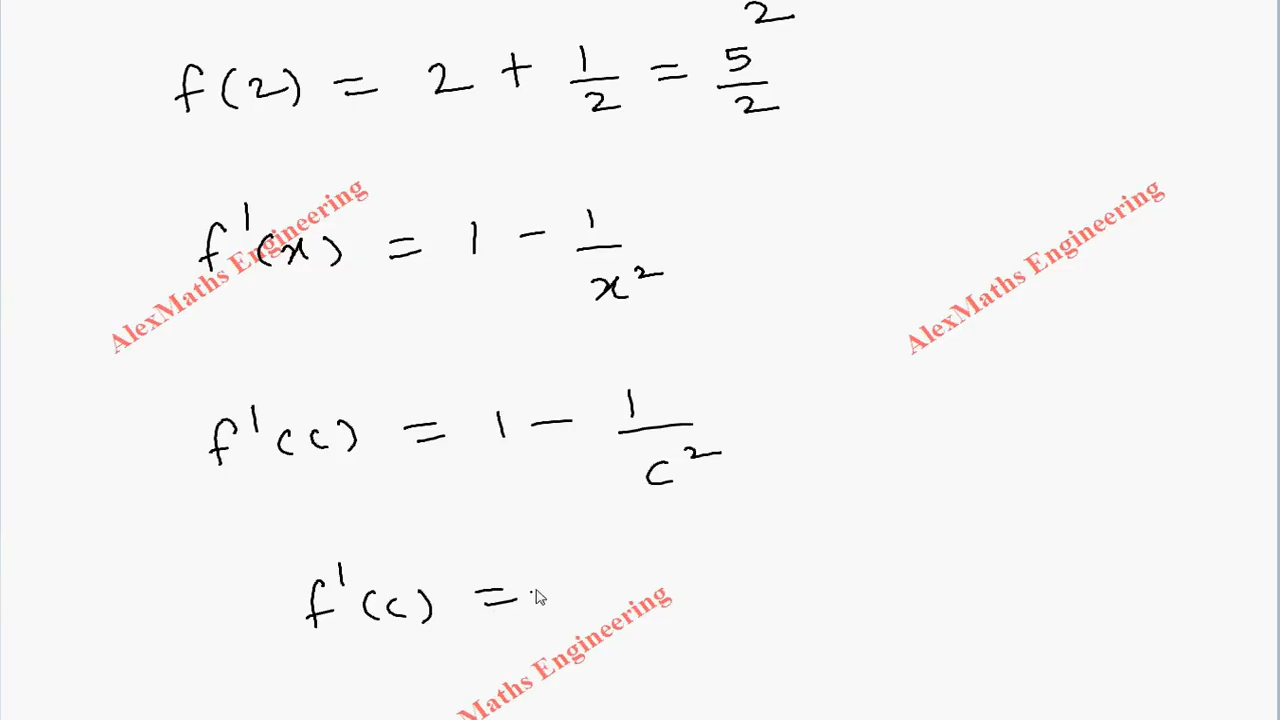 2
f(2) = 2 + 1/2 = 5/2
f'(x) = 1 - 1/x²
AlexMaths Engineering
AlexMaths Engineering
f'(c) = 1 - 1/c²
f'(c) =
Maths Engineering